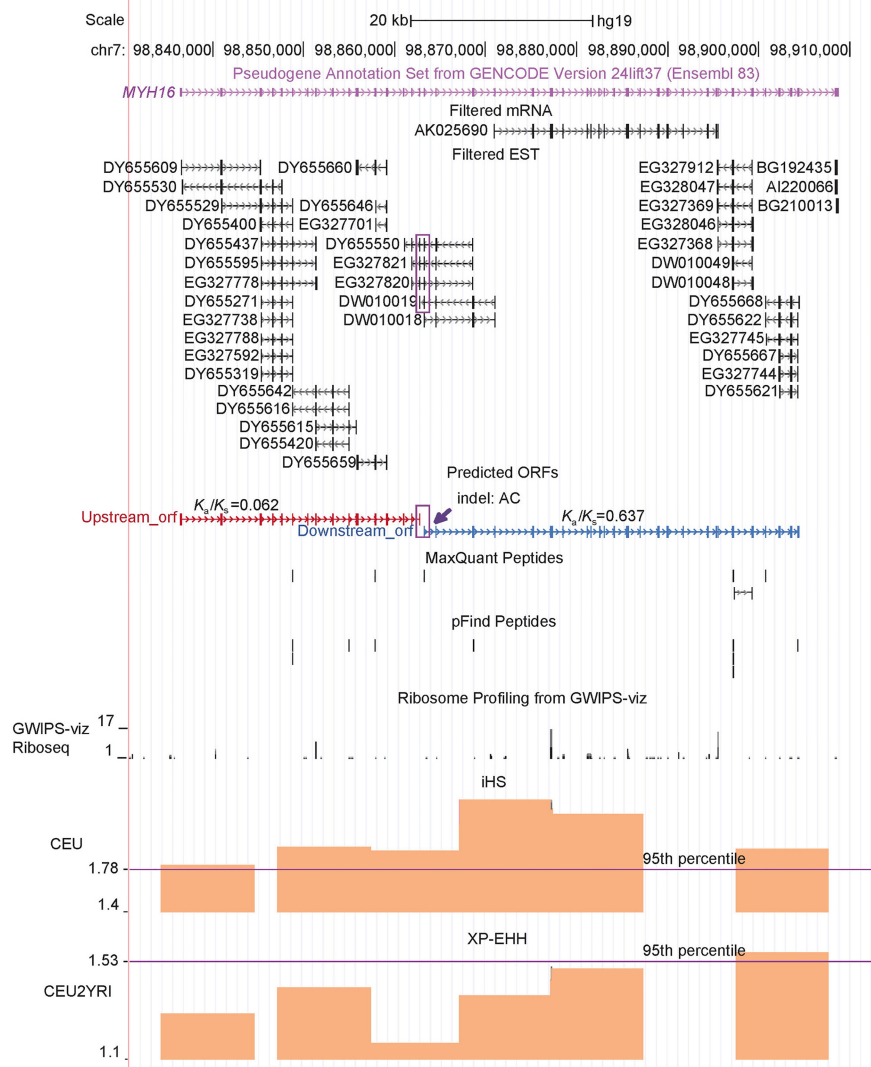 Scale 20 kb hg19
chr7: 98,840,000 98,850,000 98,860,000 98,870,000 98,880,000 98,890,000 98,900,000 98,910,000
Pseudogene Annotation Set from GENCODE Version 24lift37 (Ensembl 83)
MYH16
Filtered mRNA
AK025690
Filtered EST
DY655609 DY655660 EG327912 BG192435
DY655530 EG328047 AI220066
DY655529 DY655646 EG327369 BG210013
DY655400 EG327701 EG328046
DY655437 DY655550 EG327368
DY655595 EG327821 DW010049
EG327778 EG327820 DW010048
DY655271 DW010019 DY655668
EG327738 DW010018 DY655622
EG327788 EG327745
EG327592 DY655667
DY655319 EG327744
DY655642 DY655621
DY655616
DY655615
DY655420
DY655659
Predicted ORFs
indel: AC
Ka/Ks=0.062 Ka/Ks=0.637
Upstream_orf
Downstream_orf
MaxQuant Peptides
pFind Peptides
Ribosome Profiling from GWIPS-viz
GWIPS-viz 17
Riboseq 1
iHS
CEU
95th percentile
1.78
1.4
XP-EHH
95th percentile
1.53
CEU2YRI
1.1